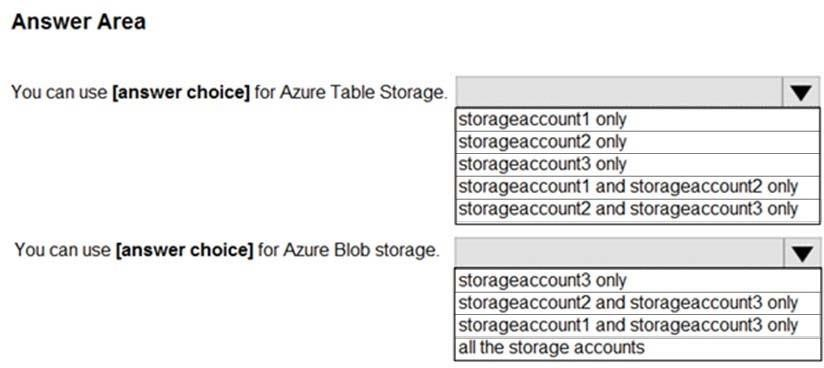 Answer Area
You can use [answer choice] for Azure Table Storage.
storageaccount1 only
storageaccount2 only
storageaccount3 only
storageaccount1 and storageaccount2 only
storageaccount2 and storageaccount3 only
You can use [answer choice] for Azure Blob storage.
storageaccount3 only
storageaccount2 and storageaccount3 only
storageaccount1 and storageaccount3 only
all the storage accounts